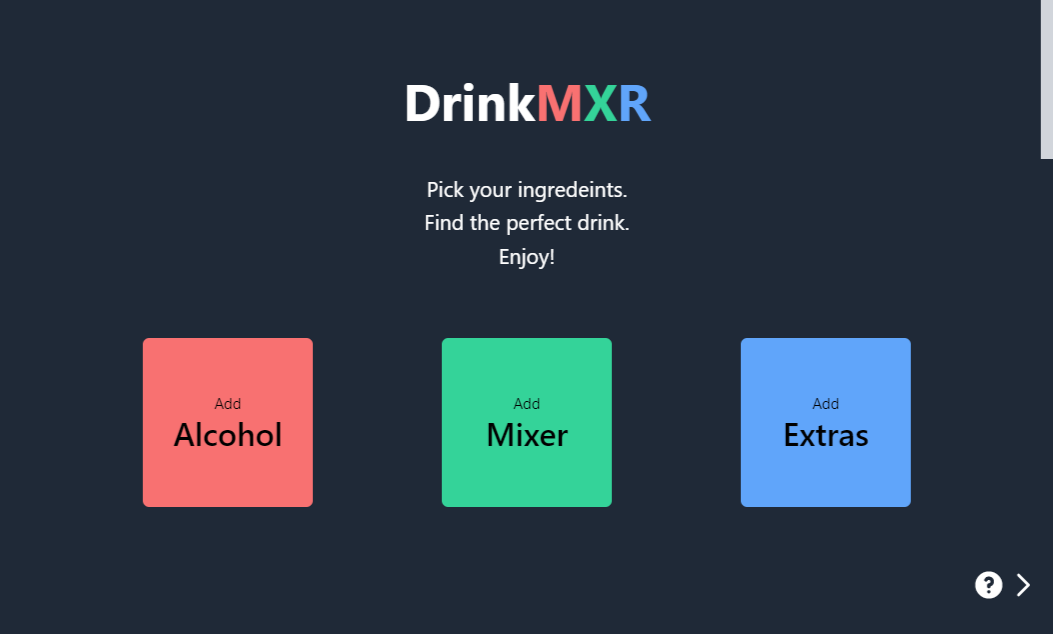 DrinkMXR
Pick your ingredeints.
Find the perfect drink.
Enjoy!
Add
Alcohol
Add
Mixer
Add
Extras
?